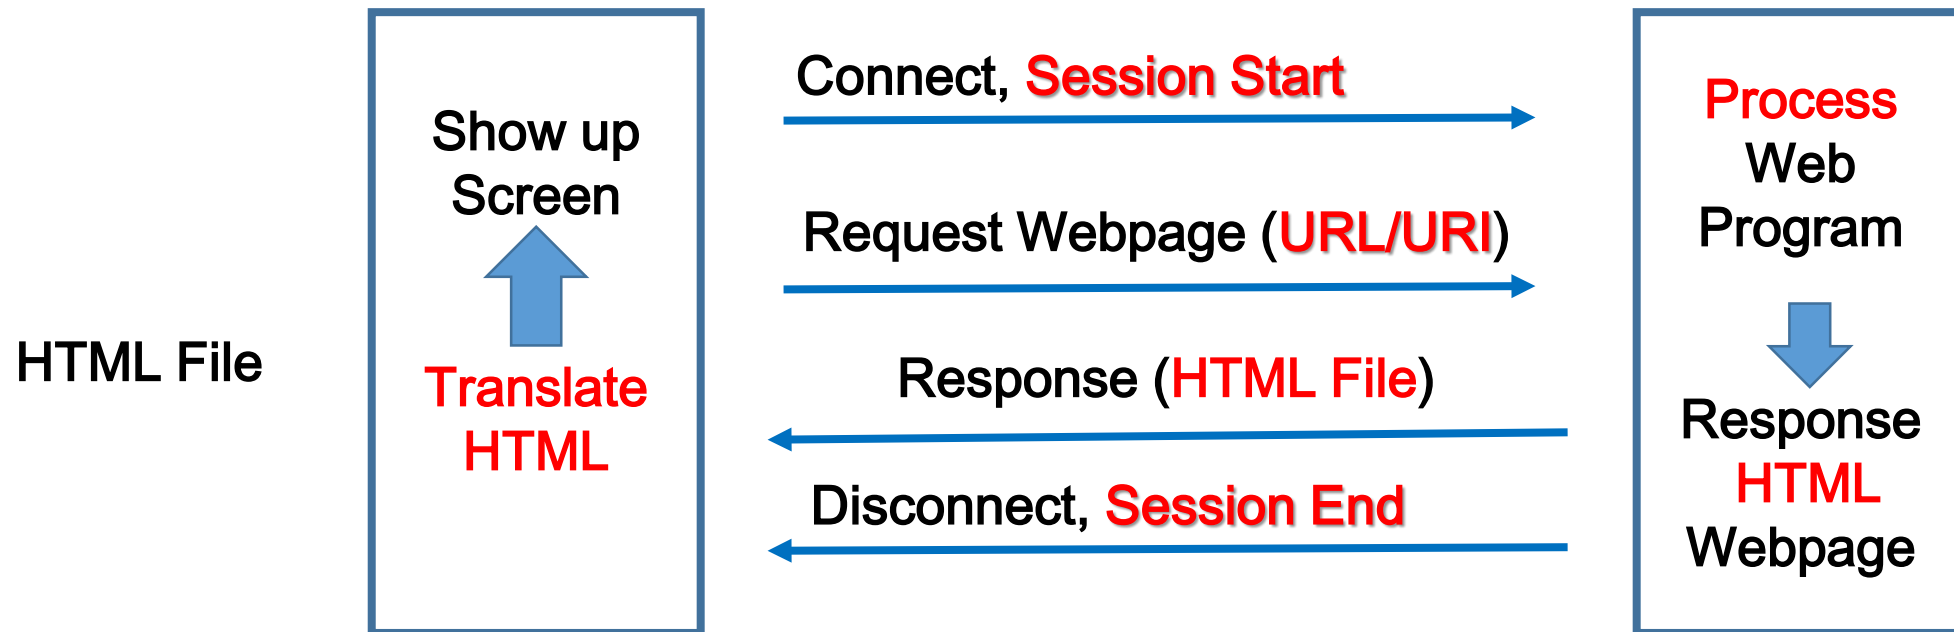 HTML File
Show up
Screen
Translate
HTML
Connect, Session Start
Request Webpage (URL/URI)
Response (HTML File)
Disconnect, Session End
Process
Web
Program
Response
HTML
Webpage